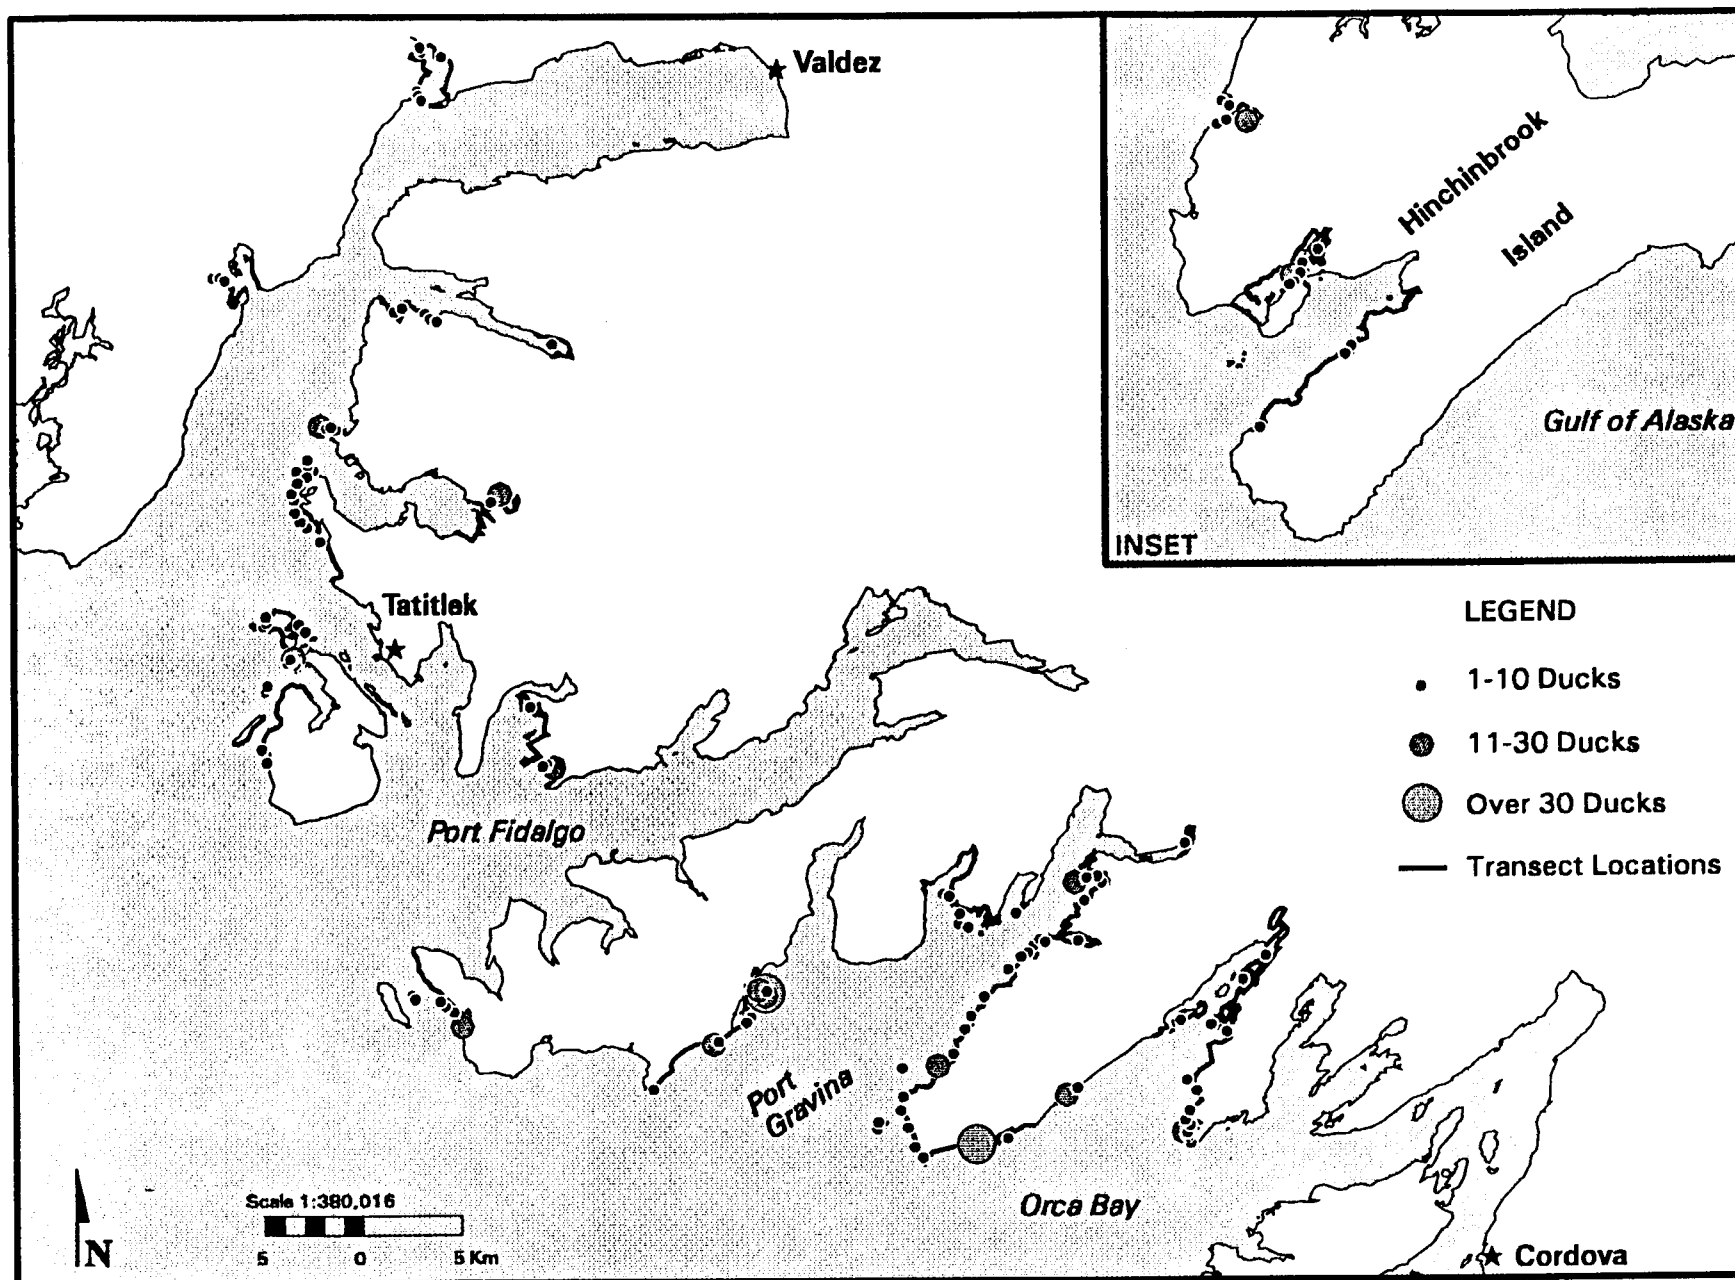 Valdez
Hinchinbrook
Island
Gulf of Alaska
INSET
Tatitlek
LEGEND
1-10 Ducks
11-30 Ducks
Over 30 Ducks
Transect Locations
Port Fidalgo
Port
Gravina
Orca Bay
Scale 1:380,016
5 0 5 Km
N
Cordova